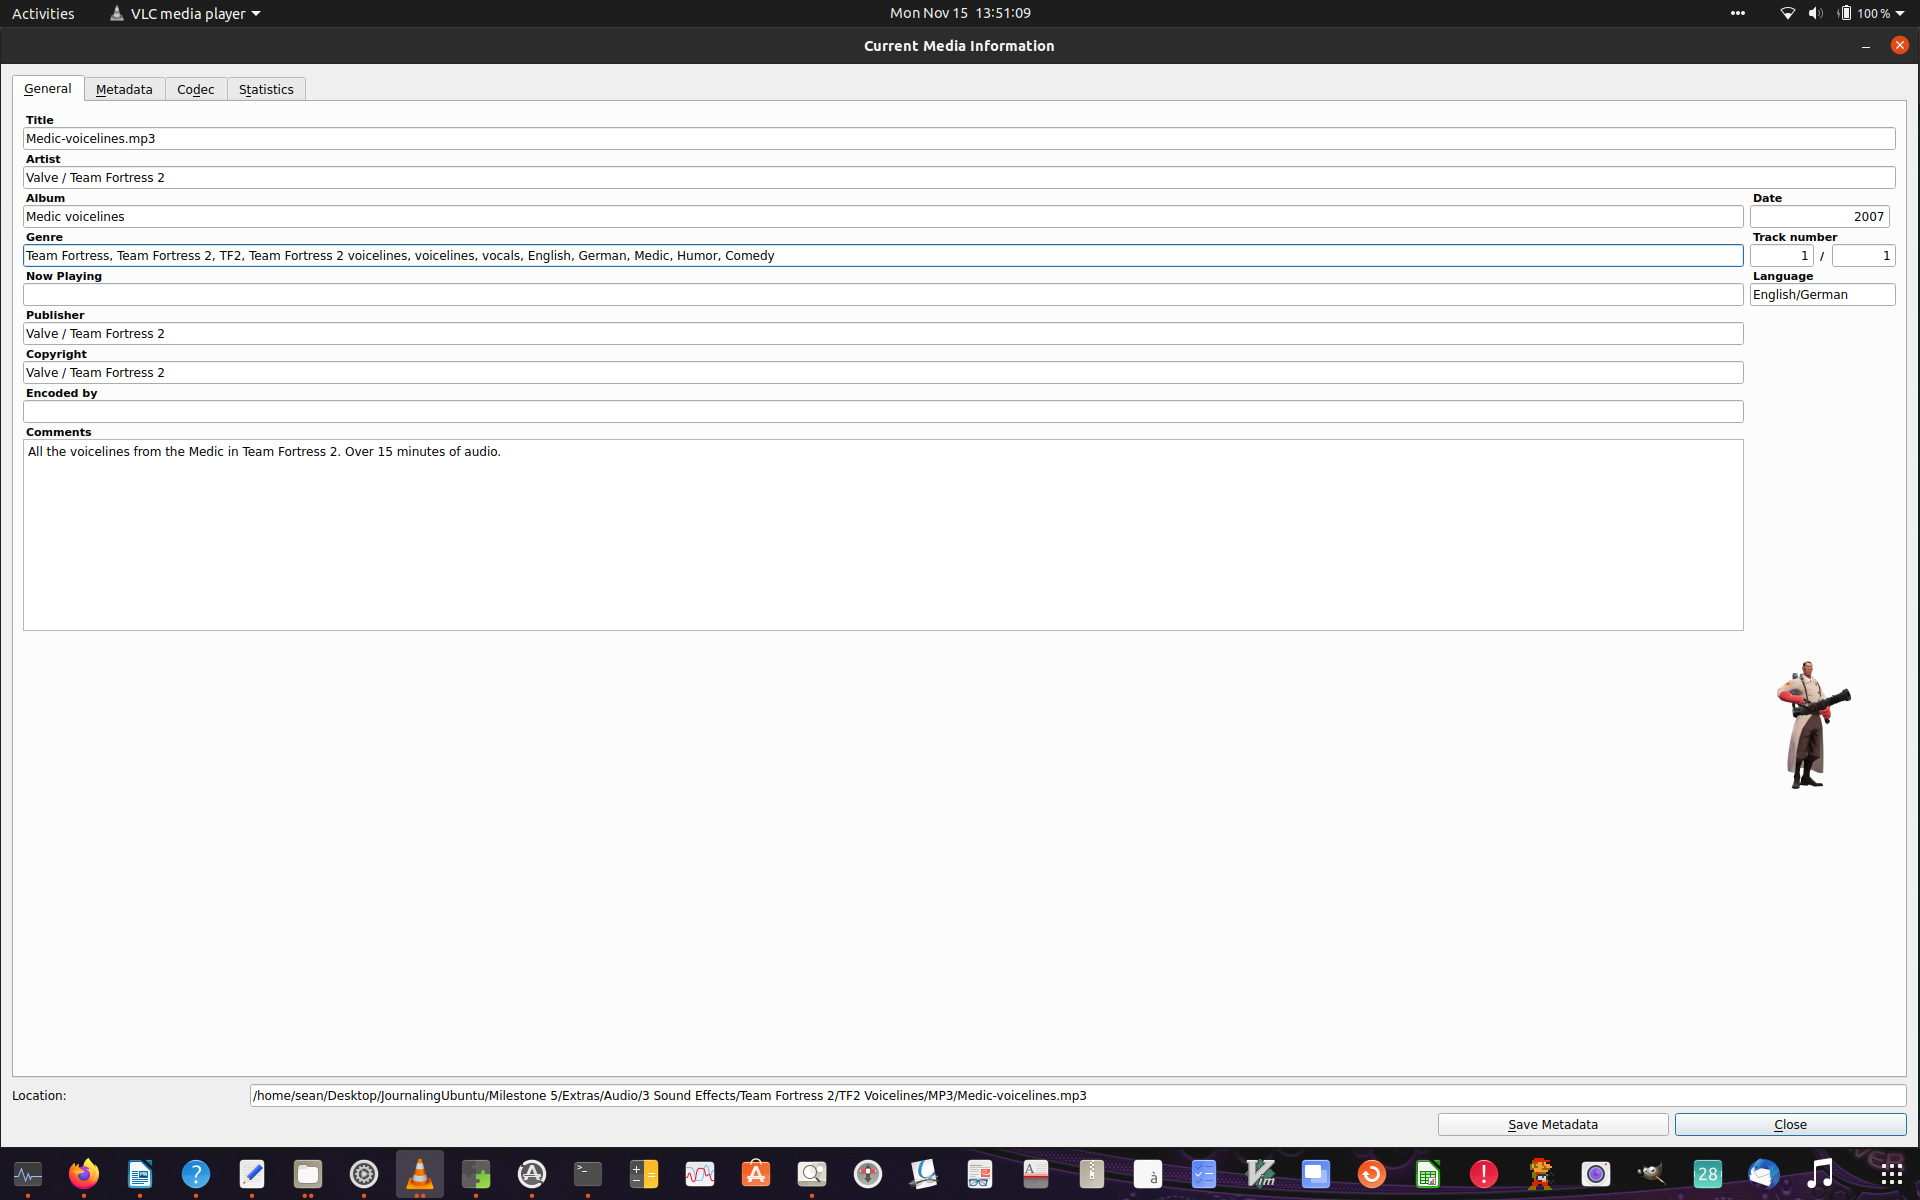 Activities VLC media player Mon Nov 15 13:51:09 100 %
Current Media Information
General Metadata Codec Statistics
Title
Medic-voicelines.mp3
Artist
Valve / Team Fortress 2
Album Date
Medic voicelines 2007
Genre Track number
Team Fortress, Team Fortress 2, TF2, Team Fortress 2 voicelines, voicelines, vocals, English, German, Medic, Humor, Comedy 1 / 1
Now Playing Language
English/German
Publisher
Valve / Team Fortress 2
Copyright
Valve / Team Fortress 2
Encoded by
Comments
All the voicelines from the Medic in Team Fortress 2. Over 15 minutes of audio.
Location: /home/sean/Desktop/JournalingUbuntu/Milestone 5/Extras/Audio/3 Sound Effects/Team Fortress 2/TF2 Voicelines/MP3/Medic-voicelines.mp3
Save Metadata Close
28